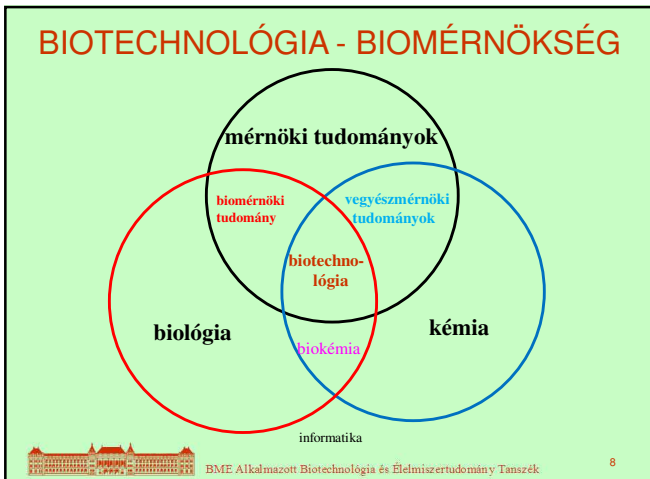 BIOTECHNOLÓGIA - BIOMÉRNÖKSÉG
mérnöki tudományok
biomérnöki
tudomány
vegyészmérnöki
tudományok
biotechno-
lógia
biológia
kémia
biokémia
informatika
BME Alkalmazott Biotechnológia és Élelmiszertudomány Tanszék
8